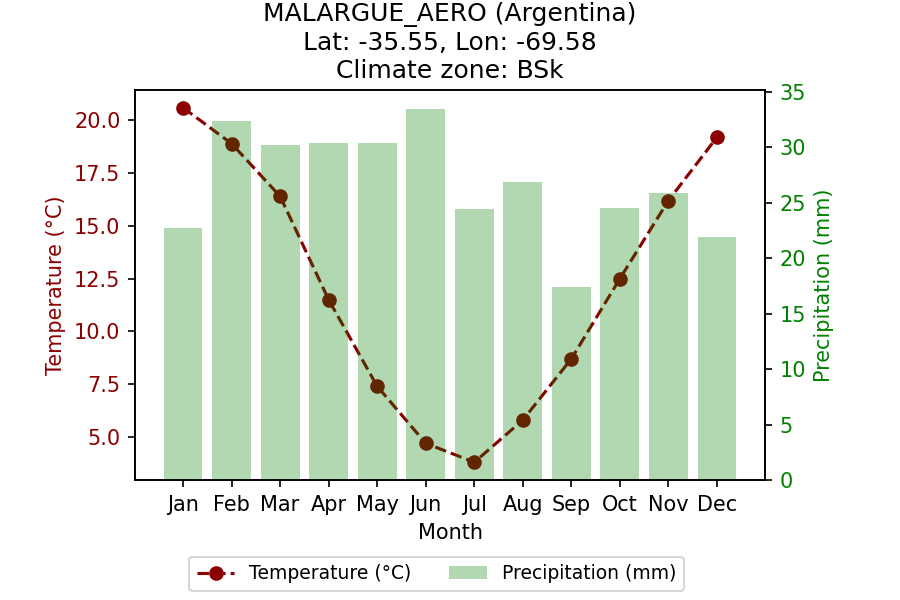 MALARGUE_AERO (Argentina)
Lat: -35.55, Lon: -69.58
Climate zone: BSk
Temperature (°C)
20.0
17.5
15.0
12.5
10.0
7.5
5.0
Precipitation (mm)
35
30
25
20
15
10
5
0
Jan Feb Mar Apr May Jun Jul Aug Sep Oct Nov Dec
Month
Temperature (°C) Precipitation (mm)